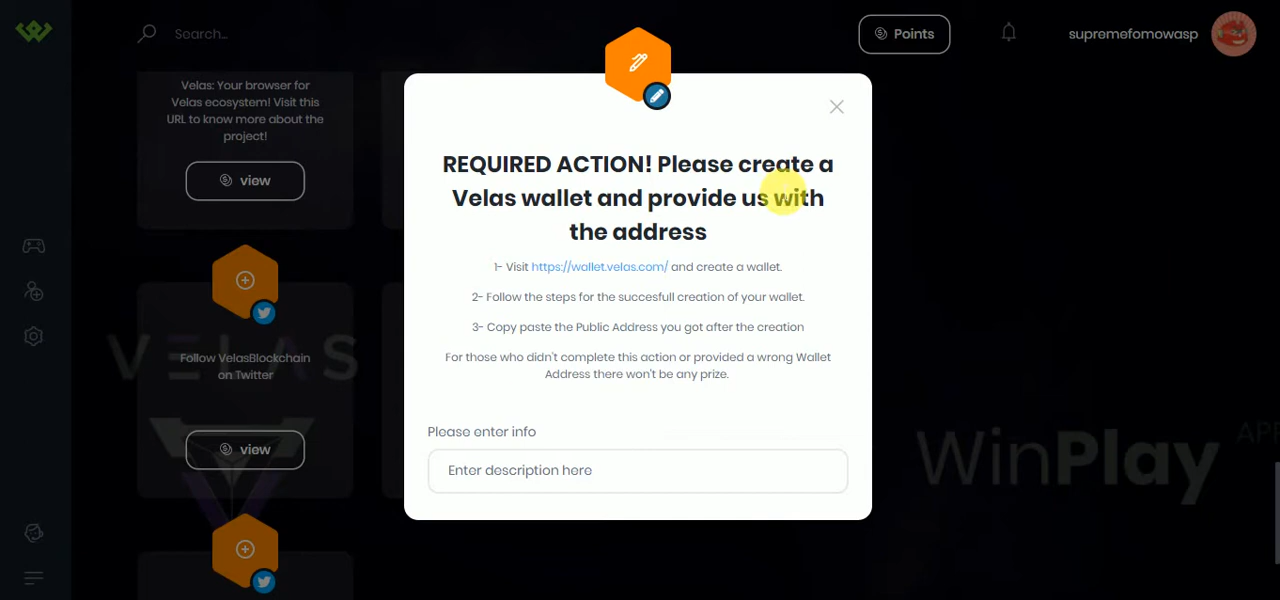 Search...
Points
supremefomowasp
Velas: Your browser for
Velas ecosystem! Visit this
URL to know more about the
project!
view
Follow VelasBlockchain
on Twitter
view
VELAS
REQUIRED ACTION! Please create a
Velas wallet and provide us with
the address
1- Visit https://wallet.velas.com/ and create a wallet.
2- Follow the steps for the succesfull creation of your wallet.
3- Copy paste the Public Address you got after the creation
For those who didn't complete this action or provided a wrong Wallet
Address there won't be any prize.
Please enter info
Enter description here
WinPlay APS